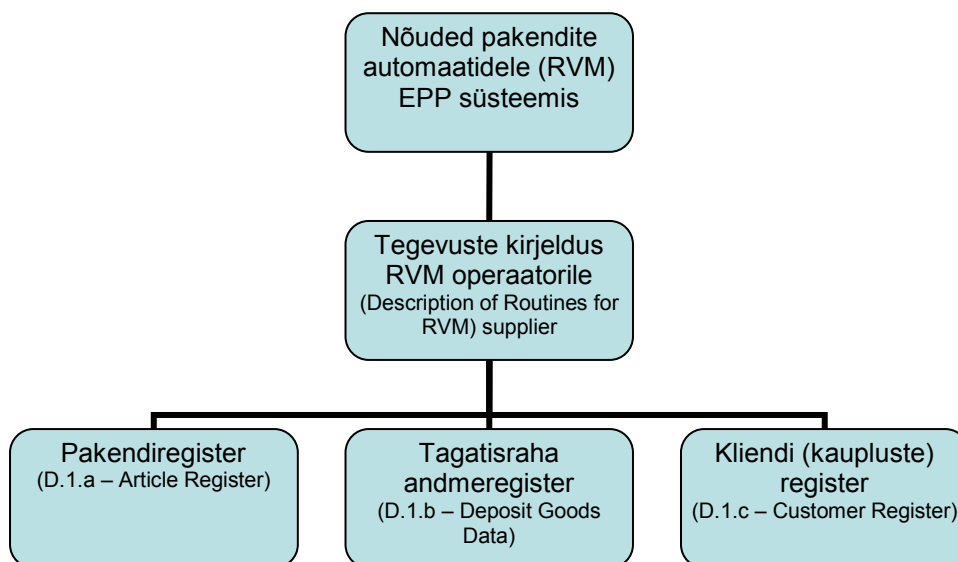 Nõuded pakendite
automaatidele (RVM)
EPP süsteemis
Tegevuste kirjeldus
RVM operaatorile
(Description of Routines for
RVM) supplier
Pakendiregister
(D.1.a – Article Register)
Tagatisraha
andmeregister
(D.1.b – Deposit Goods
Data)
Kliendi (kaupluste)
register
(D.1.c – Customer Register)